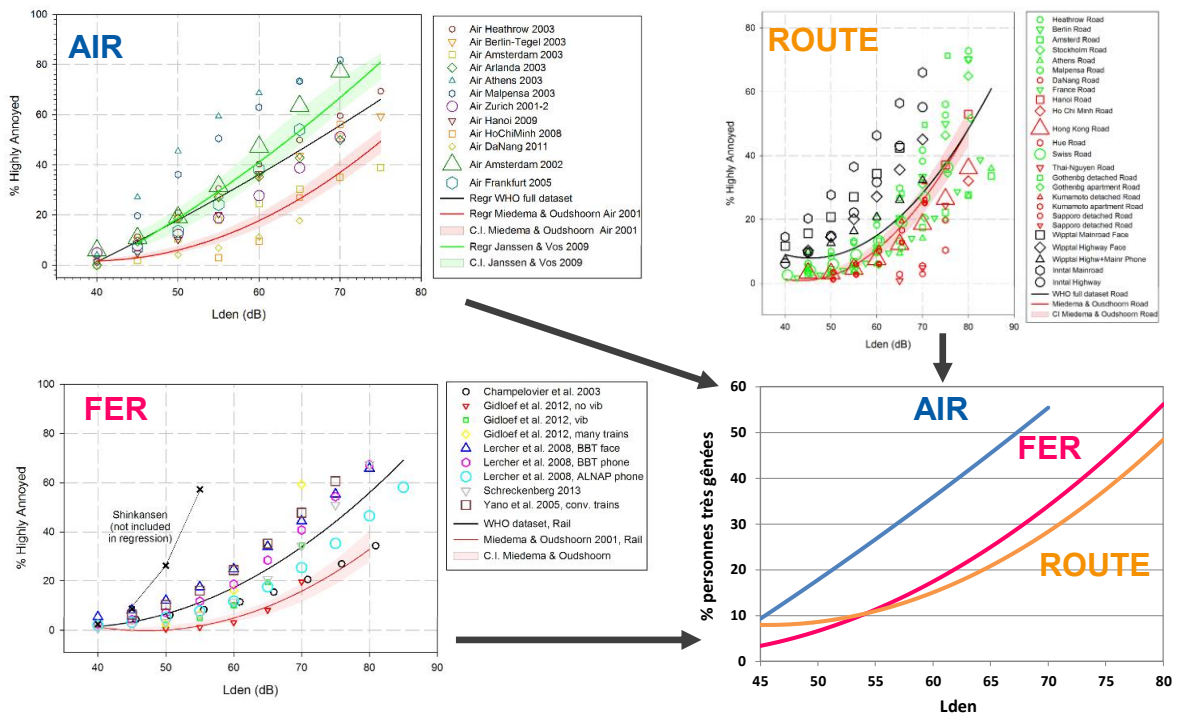 AIR
% Highly Annoyed
100
80
60
40
20
0
40
50
60
70
80
Lden (dB)
Air Heathrow 2003
Air Berlin-Tegel 2003
Air Amsterdam 2003
Air Arlanda 2003
Air Athens 2003
Air Malpensa 2003
Air Zurich 2001-2
Air Hanoi 2009
Air HoChiMinh 2008
Air DaNang 2011
Air Amsterdam 2002
Air Frankfurt 2005
Regr WHO full dataset
Regr Miedema & Oudshoorn Air 2001
C.I. Miedema & Oudshoorn Air 2001
Regr Janssen & Vos 2009
C.I. Janssen & Vos 2009
ROUTE
% Highly Annoyed
80
60
40
20
0
40
50
60
70
80
90
Lden (dB)
Heathrow Road
Berlin Road
Amsterd Road
Stockholm Road
Athens Road
Malpensa Road
DaNang Road
France Road
Hanoi Road
Ho Chi Minh Road
Hong Kong Road
Hue Road
Swiss Road
Thai-Nguyen Road
Gothenbg detached Road
Gothenbg apartment Road
Kumamoto detached Road
Kumamoto apartment Road
Sapporo detached Road
Sapporo detached Road
Wipptal Mainroad Face
Wipptal Highway Face
Wipptal Highw+Mainr Phone
Inntal Mainroad
Inntal Highway
WHO full dataset Road
Miedema & Ousdhoorn Road
CI Miedema & Oudshoorn Road
FER
% Highly Annoyed
100
80
60
40
20
0
Shinkansen
(not included
in regression)
40
50
60
70
80
90
Lden (dB)
Champelovier et al. 2003
Gidloef et al. 2012, no vib
Gidloef et al. 2012, vib
Gidloef et al. 2012, many trains
Lercher et al. 2008, BBT face
Lercher et al. 2008, BBT phone
Lercher et al. 2008, ALNAP phone
Schreckenberg 2013
Yano et al. 2005, conv. trains
WHO dataset, Rail
Miedema & Oudshoorn 2001, Rail
C.I. Miedema & Oudshoorn
% personnes très gênées
60
50
40
30
20
10
0
AIR
FER
ROUTE
45
50
55
60
65
70
75
80
Lden